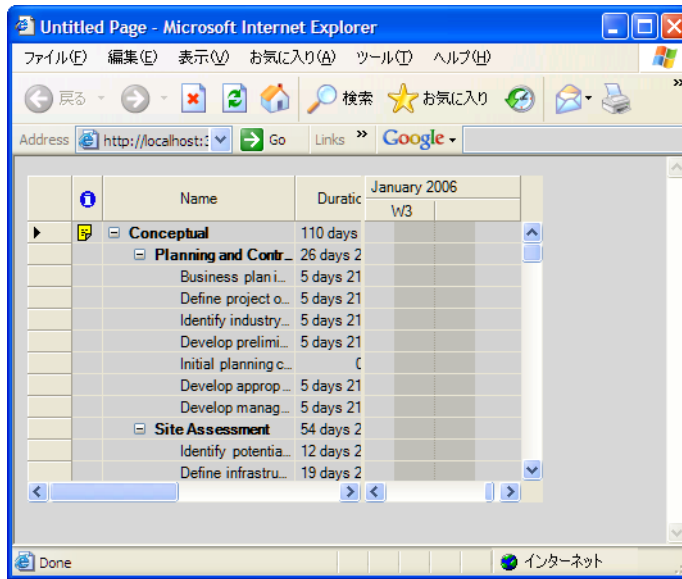 Untitled Page - Microsoft Internet Explorer
ファイル(F) 編集(E) 表示(V) お気に入り(A) ツール(T) ヘルプ(H)
戻る 検索 お気に入り
Address http://localhost: Go Links » Google
Name Duratic January 2006
W3
Conceptual 110 days
Planning and Contr... 26 days 2
Business plan i... 5 days 21
Define project o... 5 days 21
Identify industry... 5 days 21
Develop prelimi... 5 days 21
Initial planning c... 0
Develop approp... 5 days 21
Develop manag... 5 days 21
Site Assessment 54 days 2
Identify potentia... 12 days 2
Define infrastru... 19 days 2
Done インターネット